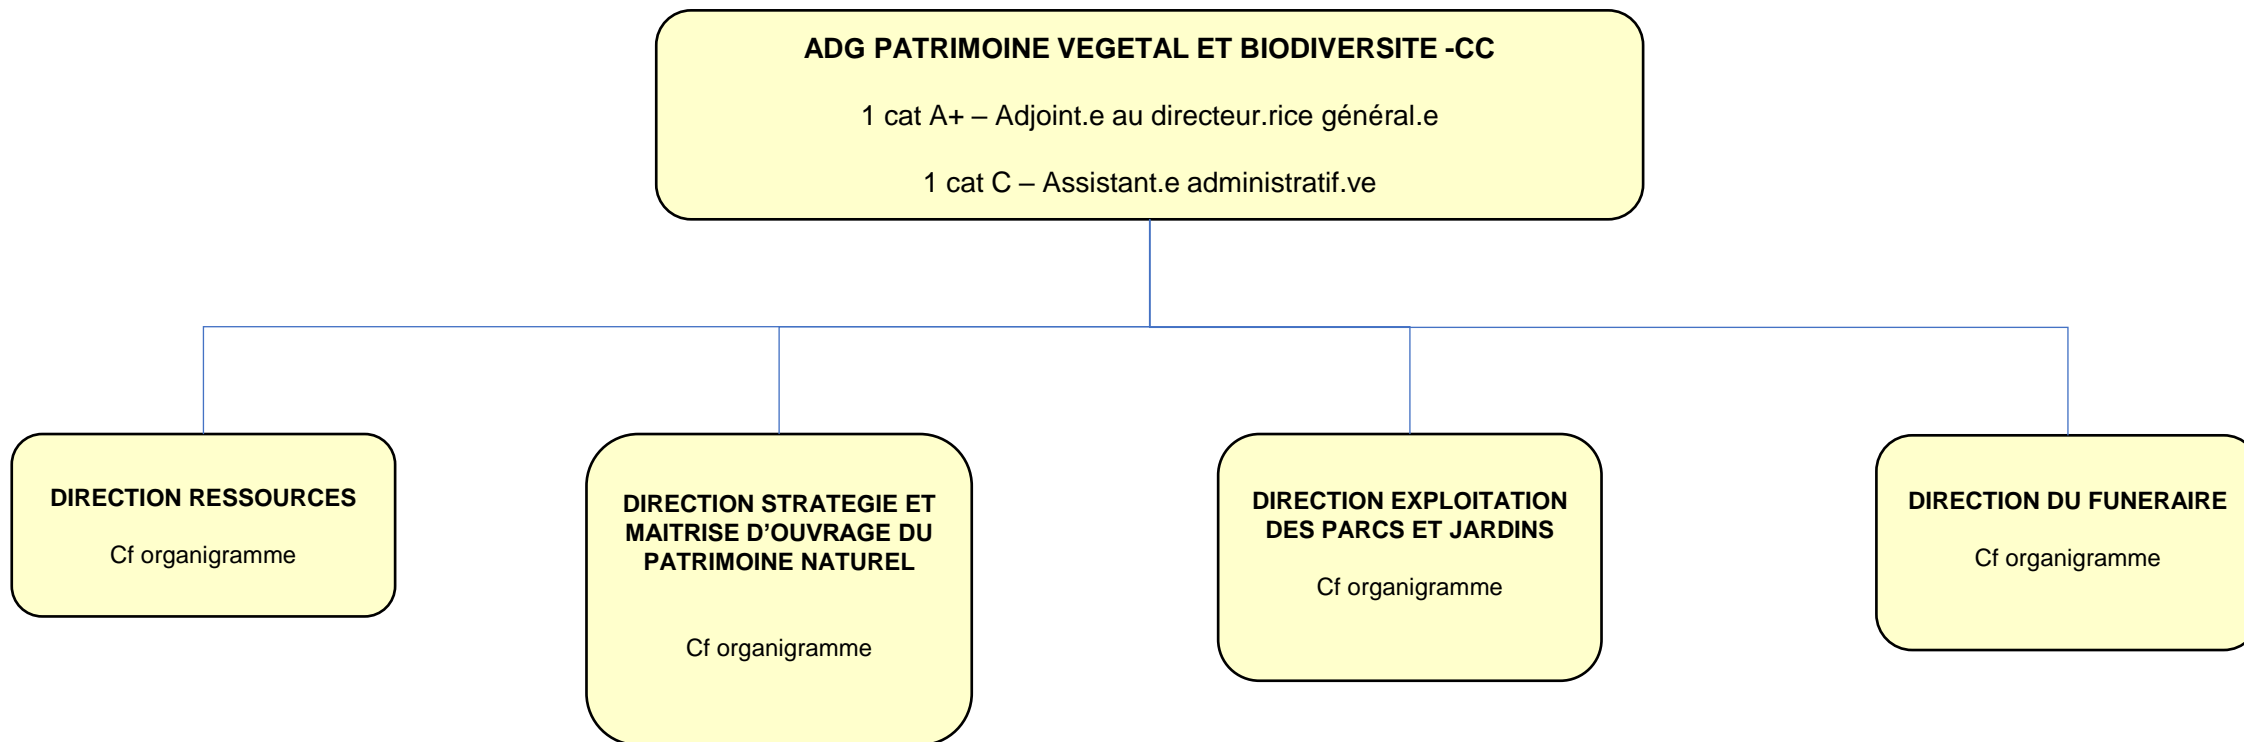 ADG PATRIMOINE VEGETAL ET BIODIVERSITE -CC
1 cat A+ – Adjoint.e au directeur.rice général.e
1 cat C – Assistant.e administratif.ve
DIRECTION RESSOURCES
Cf organigramme
DIRECTION STRATEGIE ET
MAITRISE D’OUVRAGE DU
PATRIMOINE NATUREL
Cf organigramme
DIRECTION EXPLOITATION
DES PARCS ET JARDINS
Cf organigramme
DIRECTION DU FUNERAIRE
Cf organigramme